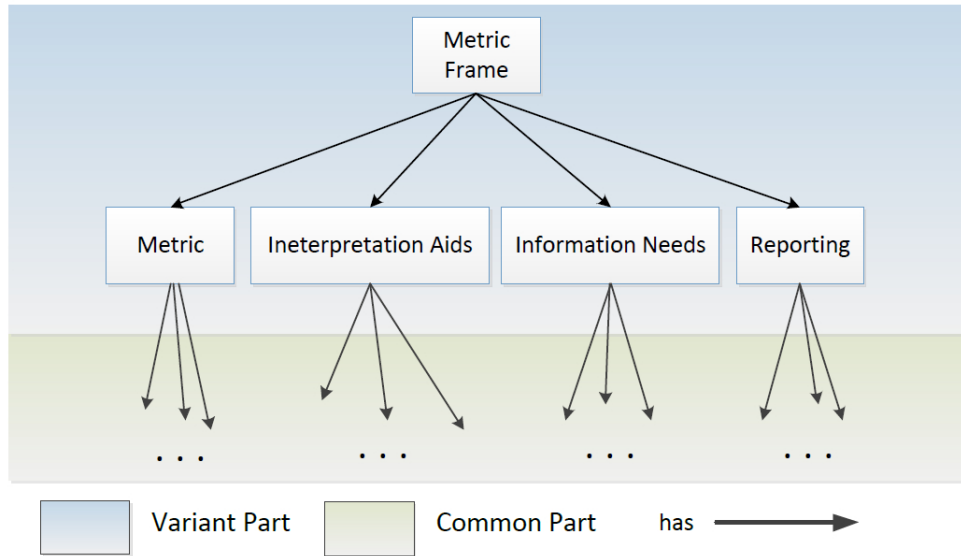 Metric
Frame
Metric
Ineterpretation Aids
Information Needs
Reporting
. . .
. . .
. . .
. . .
Variant Part
Common Part
has